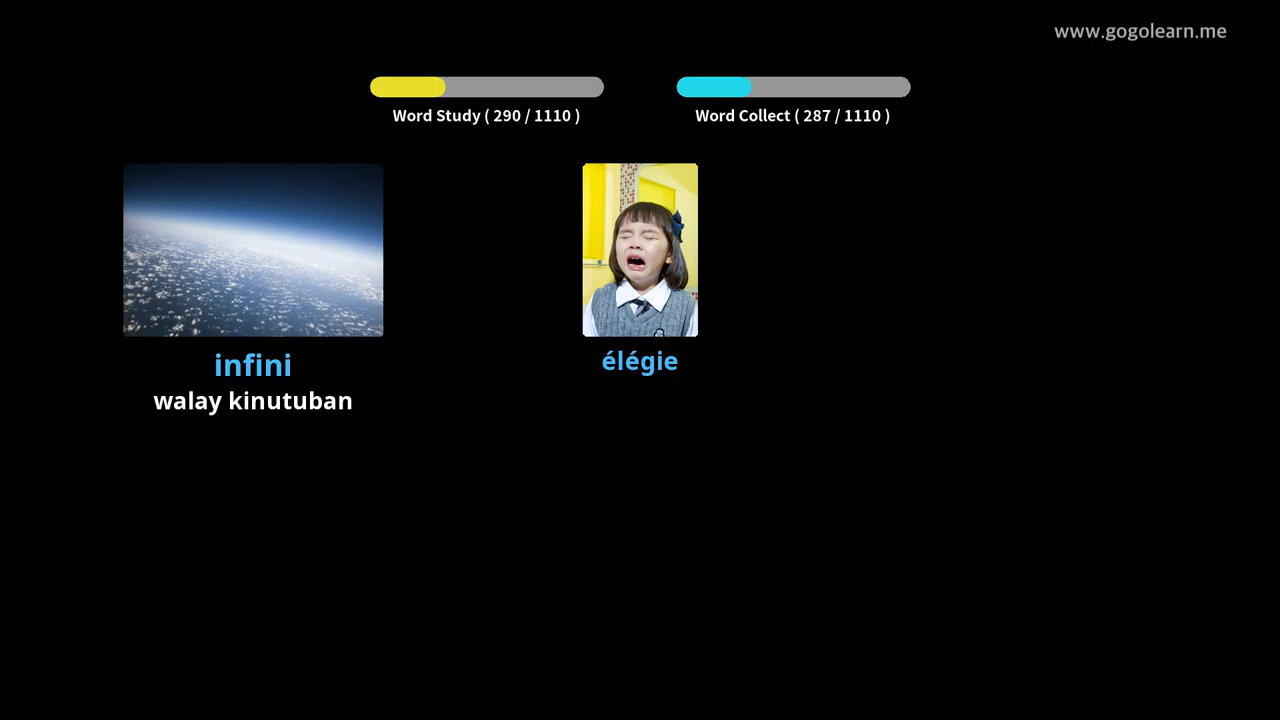 www.gogolearn.me
Word Study ( 290 / 1110 )
Word Collect ( 287 / 1110 )
infini
walay kinutuban
élégie